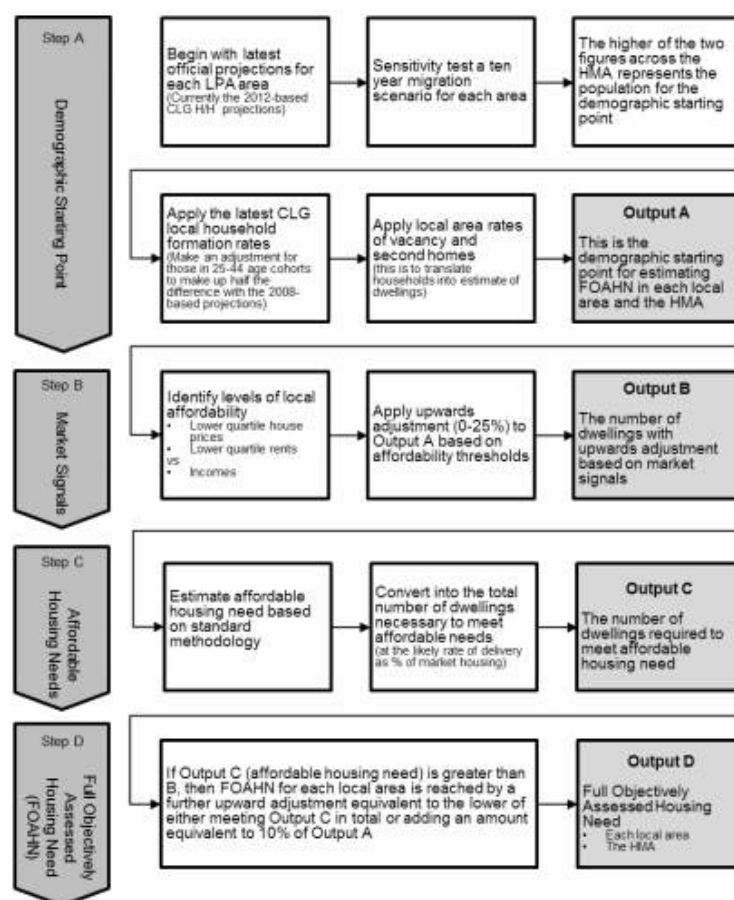 Step A
Demographic Starting Point
Begin with latest
official projections for
each LPA area
(Currently the 2012-based
CLG H/H projections)
Sensitivity test a ten
year migration
scenario for each area
The higher of the two
figures across the
HMA represents the
population for the
demographic starting
point
Apply the latest CLG
local household
formation rates
(Make an adjustment for
those in 25-44 age cohorts
to make up half the
difference with the 2008-
based projections)
Apply local area rates
of vacancy and
second homes
(this is to translate
households into estimate of
dwellings)
Output A
This is the
demographic starting
point for estimating
FOAHN in each local
area and the HMA
Step B
Market Signals
Identify levels of local
affordability
• Lower quartile house
prices
• Lower quartile rents
vs
• Incomes
Apply upwards
adjustment (0-25%) to
Output A based on
affordability thresholds
Output B
The number of
dwellings with
upwards adjustment
based on market
signals
Step C
Affordable
Housing Needs
Estimate affordable
housing need based
on standard
methodology
Convert into the total
number of dwellings
necessary to meet
affordable needs
(at the likely rate of delivery
as % of market housing)
Output C
The number of
dwellings required to
meet affordable
housing need
Step D
Full Objectively
Assessed
Housing Need
(FOAHN)
If Output C (affordable housing need) is greater than
B, then FOAHN for each local area is reached by a
further upward adjustment equivalent to the lower of
either meeting Output C in total or adding an amount
equivalent to 10% of Output A
Output D
Full Objectively
Assessed Housing
Need
• Each local area
• The HMA